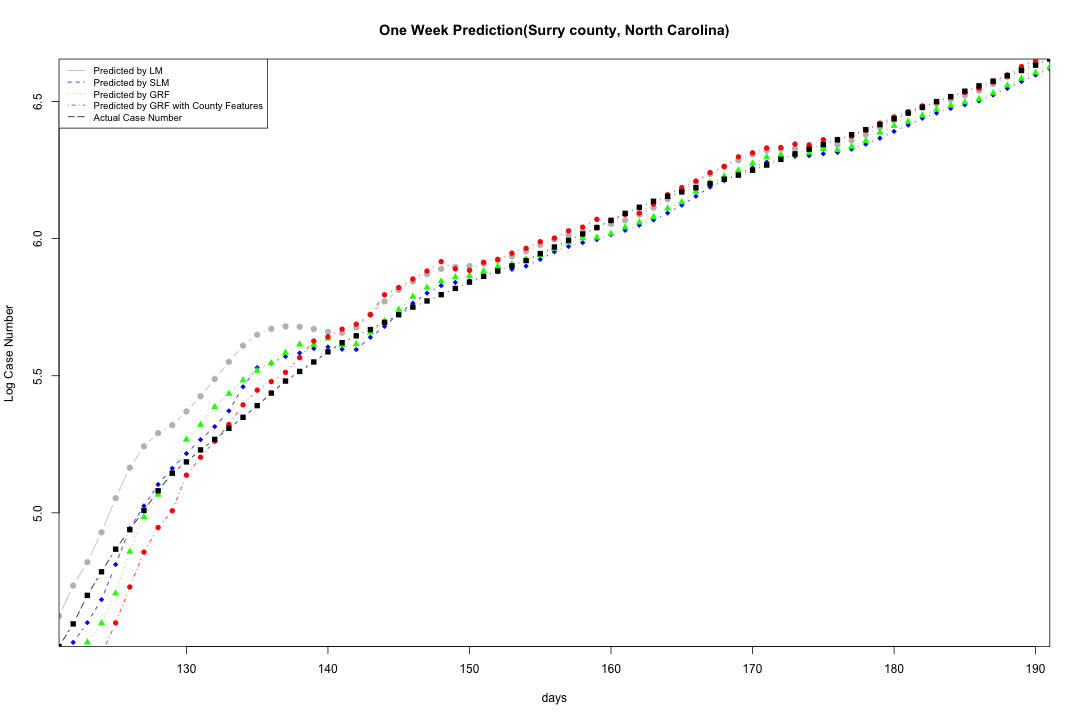 One Week Prediction(Surry county, North Carolina)
Predicted by LM
Predicted by SLM
Predicted by GRF
Predicted by GRF with County Features
Actual Case Number
Log Case Number
6.5
6.0
5.5
5.0
130 140 150 160 170 180 190
days